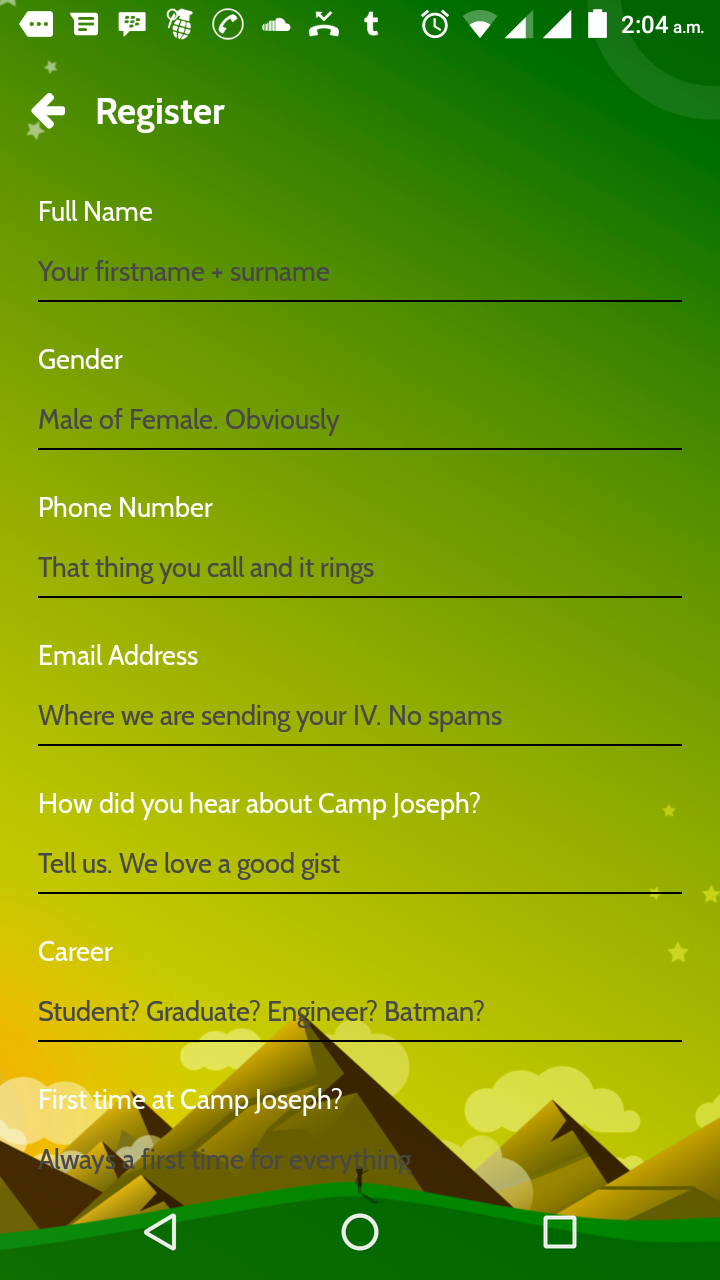 2:04 a.m.
Register
Full Name
Your firstname + surname
Gender
Male of Female. Obviously
Phone Number
That thing you call and it rings
Email Address
Where we are sending your IV. No spams
How did you hear about Camp Joseph?
Tell us. We love a good gist
Career
Student? Graduate? Engineer? Batman?
First time at Camp Joseph?
Always a first time for everything